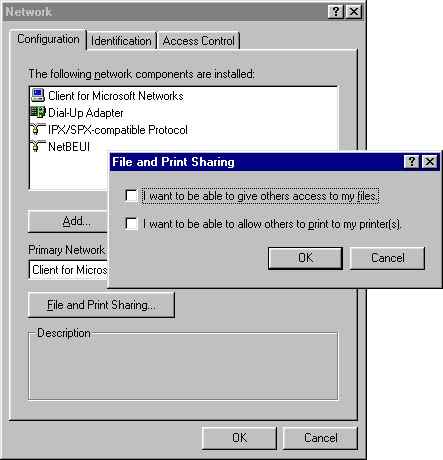 Network
Configuration Identification Access Control
The following network components are installed:
Client for Microsoft Networks
Dial-Up Adapter
IPX/SPX-compatible Protocol
NetBEUI
File and Print Sharing
I want to be able to give others access to my files.
I want to be able to allow others to print to my printer(s).
OK Cancel
Add...
Primary Network
Client for Micros
File and Print Sharing...
Description
OK Cancel